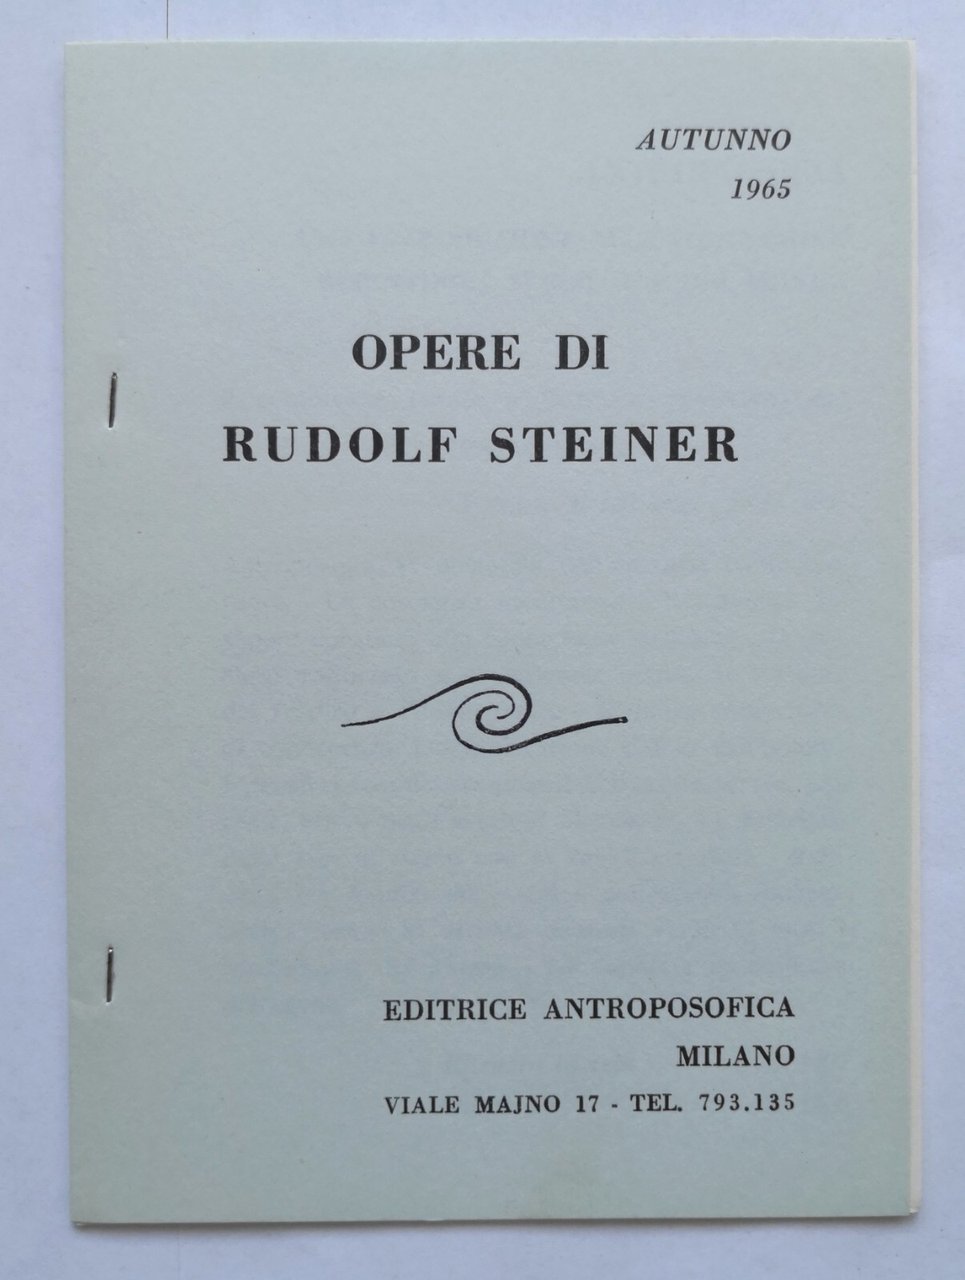 AUTUNNO
1965
OPERE DI
RUDOLF STEINER
EDITRICE ANTROPOSOFICA
MILANO
VIALE MAJNO 17 - TEL. 793.135